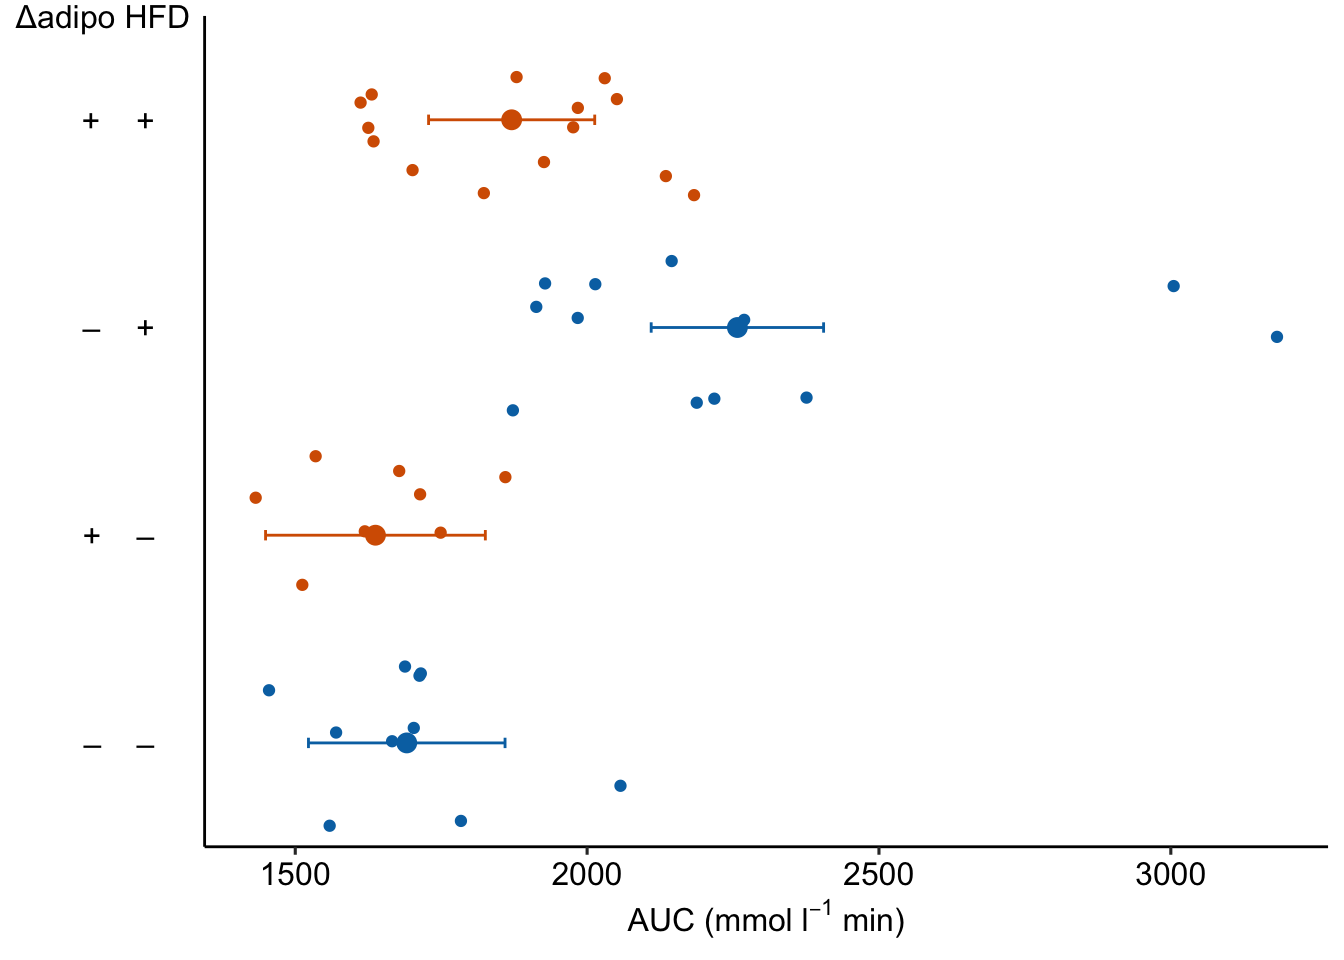 Δadipo HFD
+ +
– +
+ –
– –
1500 2000 2500 3000
AUC (mmol l⁻¹ min)